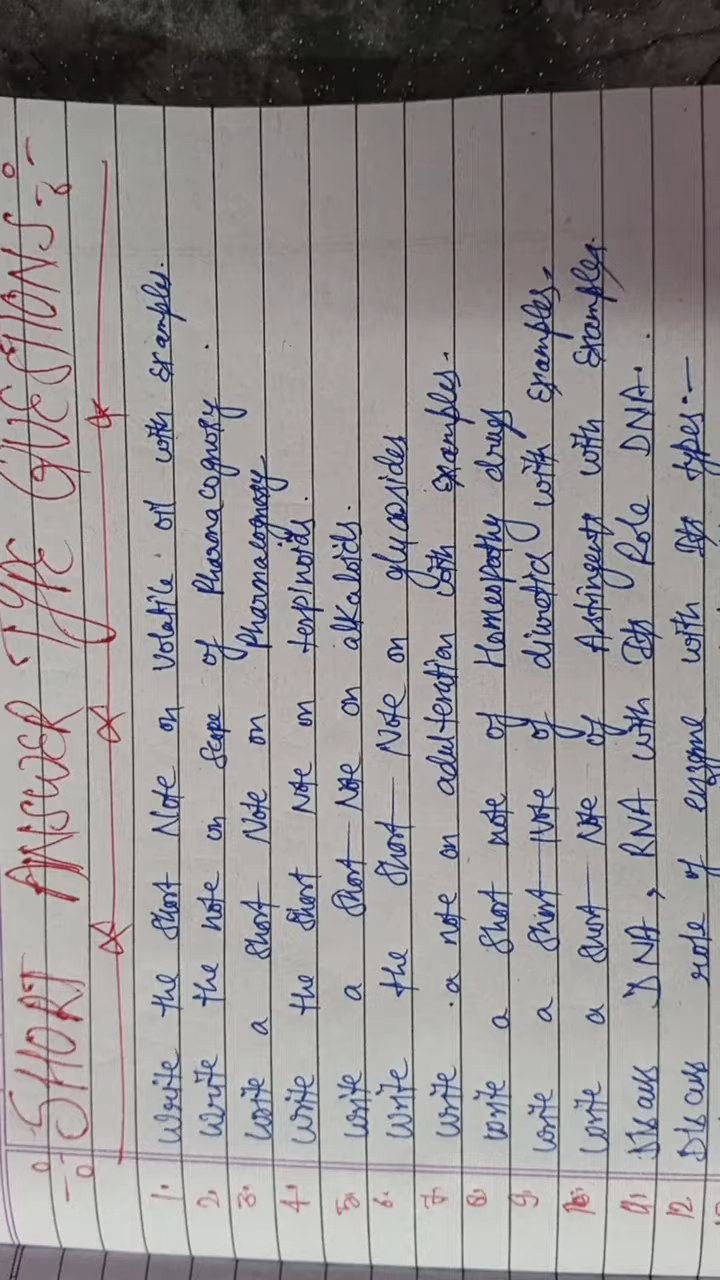 SHORT ANSWER TYPE QUESTIONS:-
1. Write the Short Note on volatile oil with examples.
2. Write the note on Scope of Pharmacognosy.
3. Write a Short Note on Pharmacognosy
4. Write the Short Note on terpinoids.
5. Write a Short Note on alkaloids.
6. Write the Short Note on glycosides
7. Write a note on adulteration with examples.
8. Write a Short note of Homeopathy drugs
9. Write a Short Note of diuretic with examples.
10. Write a Short Note of Astringents with examples.
11. Discuss DNA, RNA with Role DNA.
12. Discuss role of enzyme with types:-